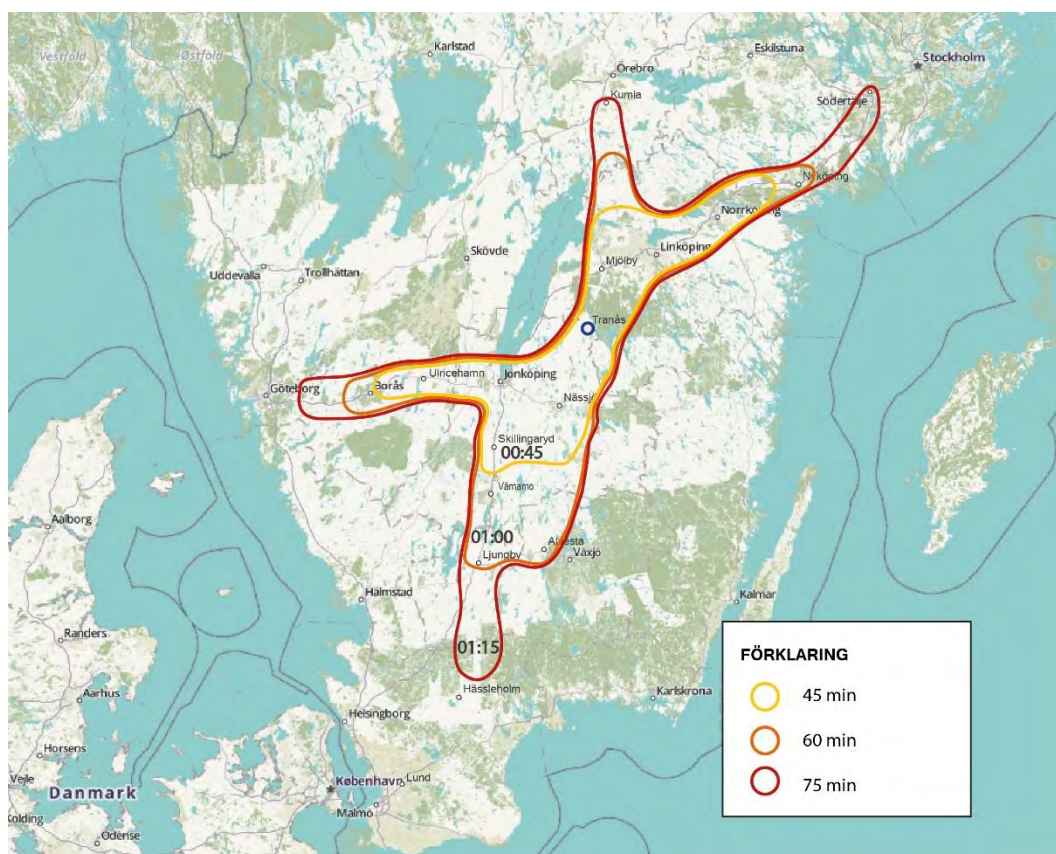 Vestfold
Østfold
Karlstad
Örebro
Kumla
Eskilstuna
Stockholm
Södertälje
Nyköping
Norrköping
Linköping
Mjölby
Skövde
Uddevalla
Trollhättan
Tranås
Göteborg
Borås
Ulricehamn
Jönköping
Nässjö
Skillingaryd
00:45
Värnamo
01:00
Ljungby
Alvesta
Växjö
Aalborg
Halmstad
Kalmar
Randers
01:15
Hässleholm
Karlskrona
Aarhus
Helsingborg
Horsens
Vejle
København
Lund
Danmark
Malmö
Kolding
Odense
FÖRKLARING
45 min
60 min
75 min